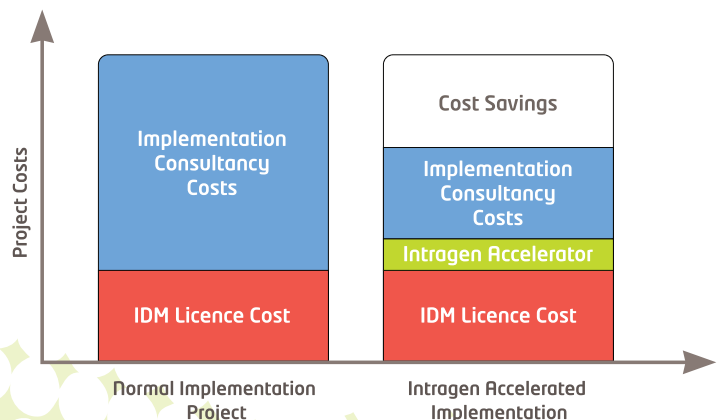 Project Costs
Implementation
Consultancy
Costs
IDM Licence Cost
Cost Savings
Implementation
Consultancy
Costs
Intragen Accelerator
IDM Licence Cost
Normal Implementation
Project
Intragen Accelerated
Implementation